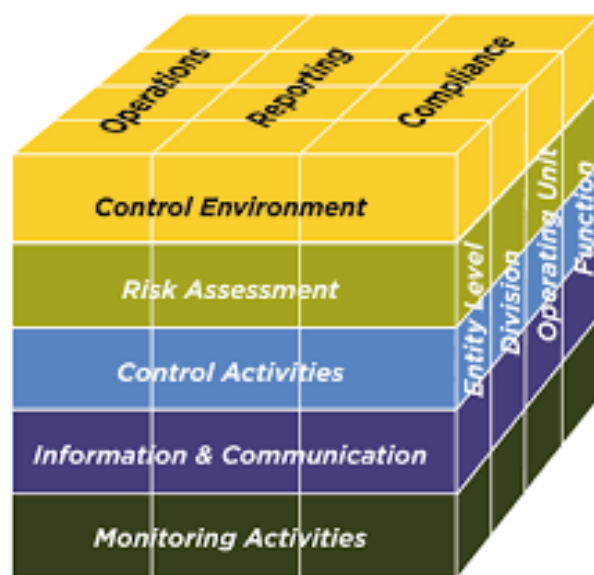 Operations
Reporting
Compliance
Control Environment
Risk Assessment
Control Activities
Information & Communication
Monitoring Activities
Entity Level
Division
Operating Unit
Function